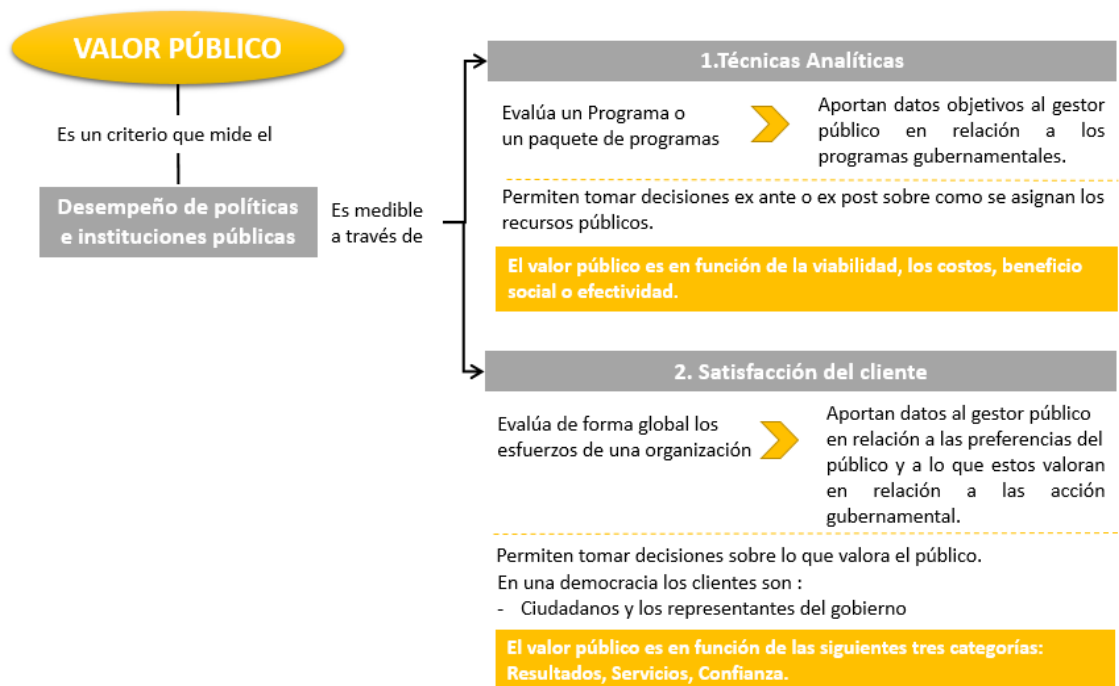 VALOR PÚBLICO
Es un criterio que mide el
Desempeño de políticas
e instituciones públicas
Es medible
a través de
1.Técnicas Analíticas
Evalúa un Programa o
un paquete de programas
Aportan datos objetivos al gestor
público en relación a los
programas gubernamentales.
Permiten tomar decisiones ex ante o ex post sobre como se asignan los
recursos públicos.
El valor público es en función de la viabilidad, los costos, beneficio
social o efectividad.
2. Satisfacción del cliente
Evalúa de forma global los
esfuerzos de una organización
Aportan datos al gestor público
en relación a las preferencias del
público y a lo que estos valoran
en relación a las acción
gubernamental.
Permiten tomar decisiones sobre lo que valora el público.
En una democracia los clientes son :
- Ciudadanos y los representantes del gobierno
El valor público es en función de las siguientes tres categorías:
Resultados, Servicios, Confianza.